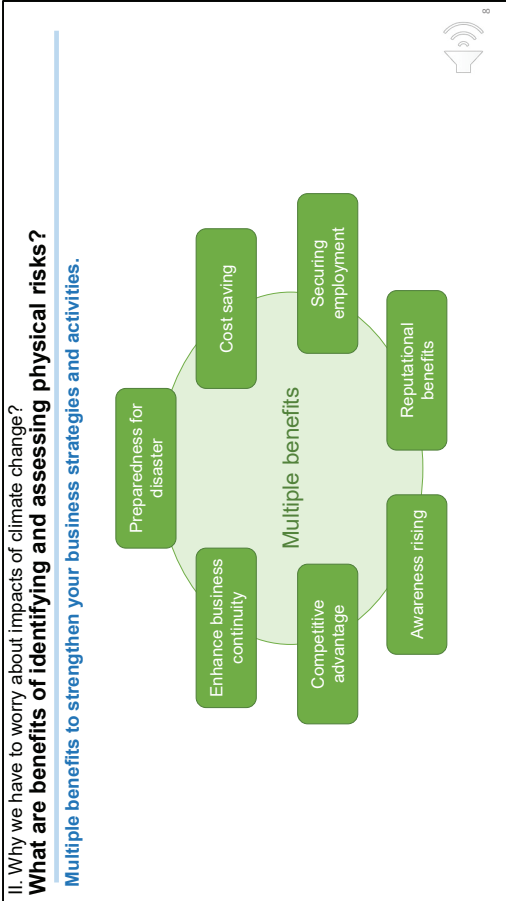 II. Why we have to worry about impacts of climate change?
What are benefits of identifying and assessing physical risks?
Multiple benefits to strengthen your business strategies and activities.
Preparedness for
disaster
Cost saving
Securing
employment
Reputational
benefits
Awareness rising
Competitive
advantage
Enhance business
continuity
Multiple benefits
8